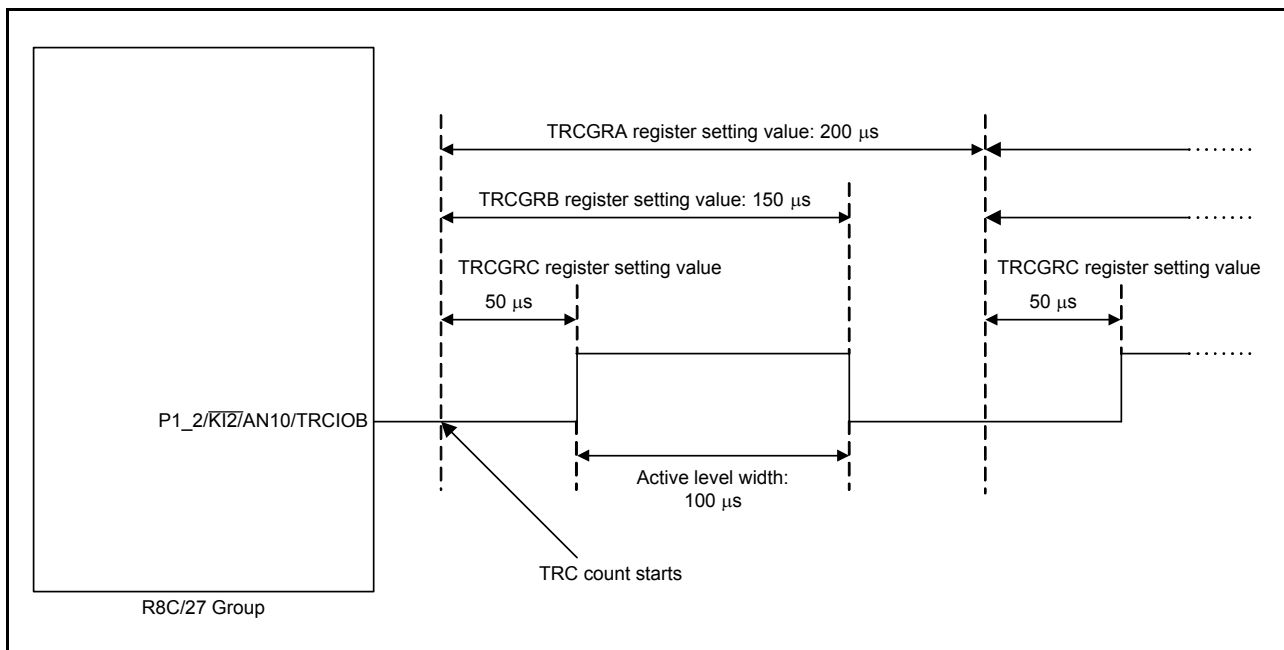 TRCGRA register setting value: 200 μs
TRCGRB register setting value: 150 μs
TRCGRC register setting value
50 μs
TRCGRC register setting value
50 μs
P1_2/K̅I̅2̅/AN10/TRCIOB
Active level width:
100 μs
TRC count starts
R8C/27 Group